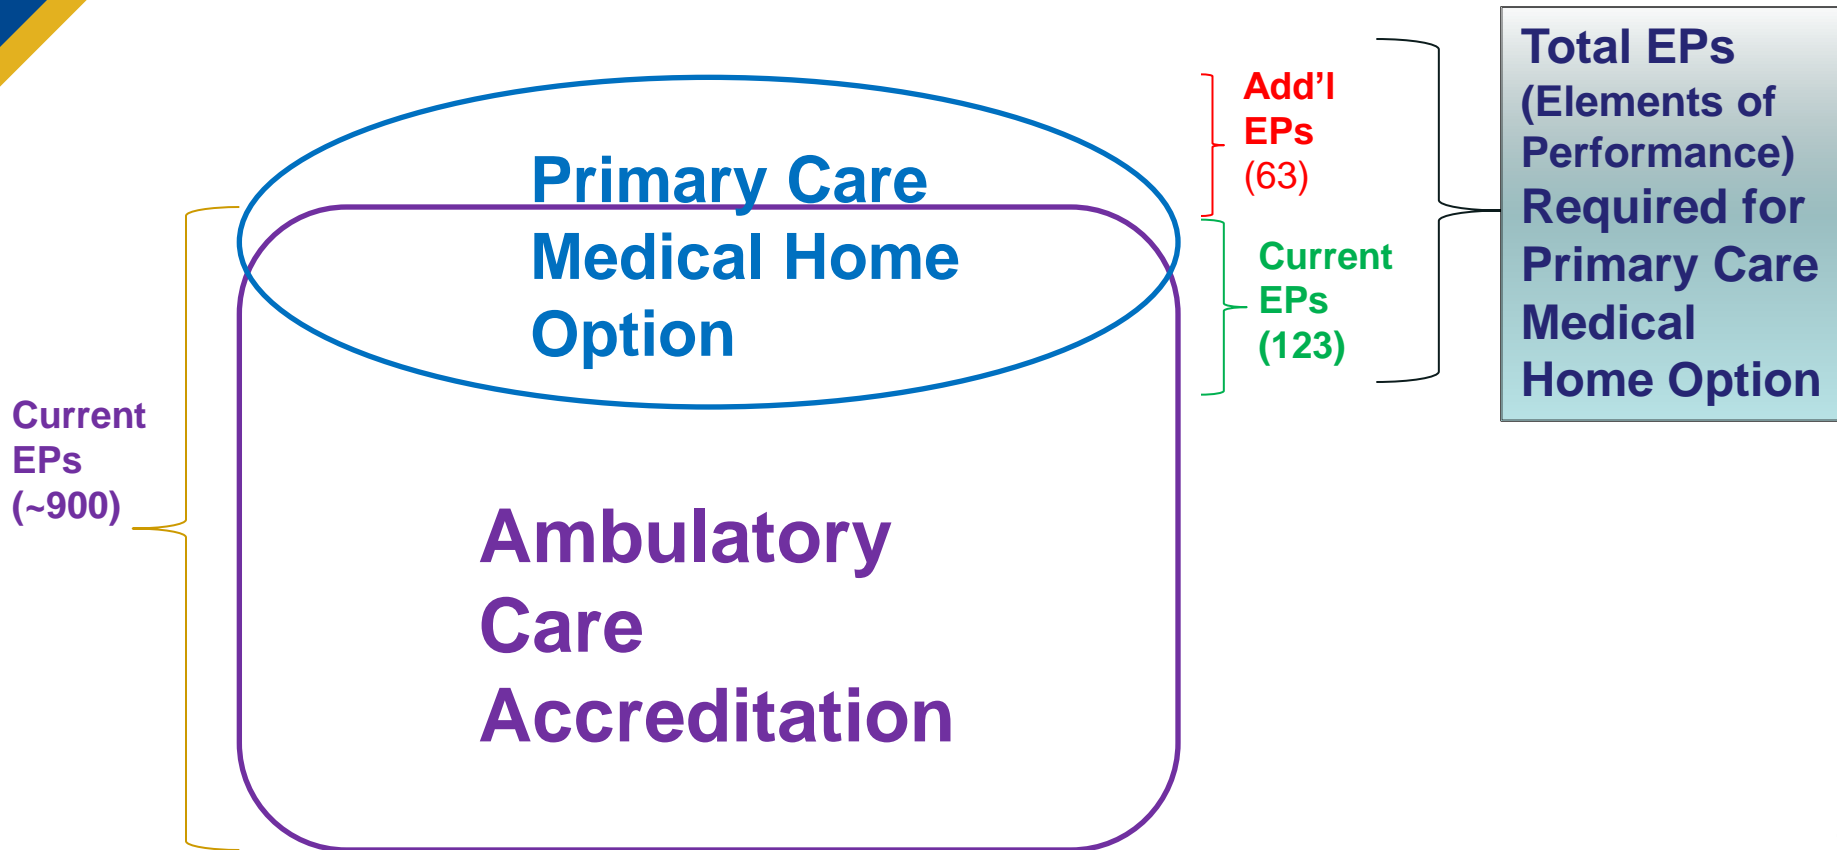 Primary Care
Medical Home
Option
Add’l
EPs
(63)
Current
EPs
(123)
Total EPs
(Elements of
Performance)
Required for
Primary Care
Medical
Home Option
Current
EPs
(~900)
Ambulatory
Care
Accreditation